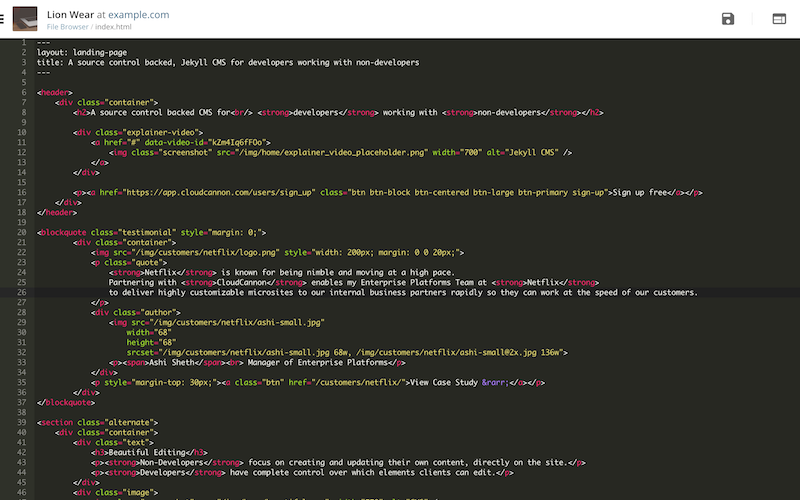 Lion Wear at example.com
File Browser / index.html
1 ---
2 layout: landing-page
3 title: A source control backed, Jekyll CMS for developers working with non-developers
4 ---
5
6 <header>
7 <div class="container">
8 <h2>A source control backed CMS for<br/> <strong>developers</strong> working with <strong>non-developers</strong></h2>
9
10 <div class="explainer-video">
11 <a href="#" data-video-id="kZm4Iq6fFOo">
12 <img class="screenshot" src="/img/home/explainer_video_placeholder.png" width="700" alt="Jekyll CMS" />
13 </a>
14 </div>
15
16 <p><a href="https://app.cloudcannon.com/users/sign_up" class="btn btn-block btn-centered btn-large btn-primary sign-up">Sign up free</a></p>
17 </div>
18 </header>
19
20 <blockquote class="testimonial" style="margin: 0;">
21 <div class="container">
22 <img src="/img/customers/netflix/logo.png" style="width: 200px; margin: 0 0 20px;">
23 <p class="quote">
24 <strong>Netflix</strong> is known for being nimble and moving at a high pace.
25 Partnering with <strong>CloudCannon</strong> enables my Enterprise Platforms Team at <strong>Netflix</strong>
26 to deliver highly customizable microsites to our internal business partners rapidly so they can work at the speed of our customers.
27 </p>
28 <div class="author">
29 <img src="/img/customers/netflix/ashi-small.jpg"
30 width="68"
31 height="68"
32 srcset="/img/customers/netflix/ashi-small.jpg 68w, /img/customers/netflix/ashi-small@2x.jpg 136w">
33 <p><span>Ashi Sheth</span><br> Manager of Enterprise Platforms</p>
34 </div>
35 <p style="margin-top: 30px;"><a class="btn" href="/customers/netflix/">View Case Study &rarr;</a></p>
36 </div>
37 </blockquote>
38
39 <section class="alternate">
40 <div class="container">
41 <div class="text">
42 <h3>Beautiful Editing</h3>
43 <p><strong>Non-Developers</strong> focus on creating and updating their own content, directly on the site.</p>
44 <p><strong>Developers</strong> have complete control over which elements clients can edit.</p>
45 </div>
46 <div class="image">